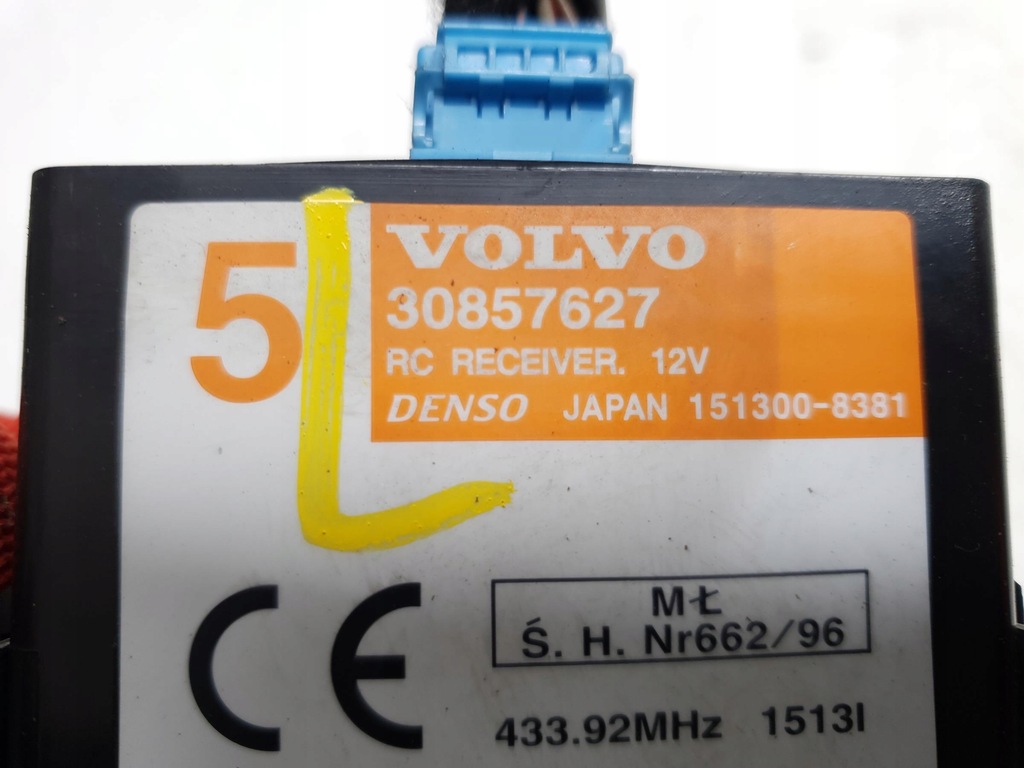 5
VOLVO
30857627
RC RECEIVER. 12V
DENSO JAPAN 151300-8381
CE
MŁ
Ś. H. Nr662/96
433.92MHz 1513I